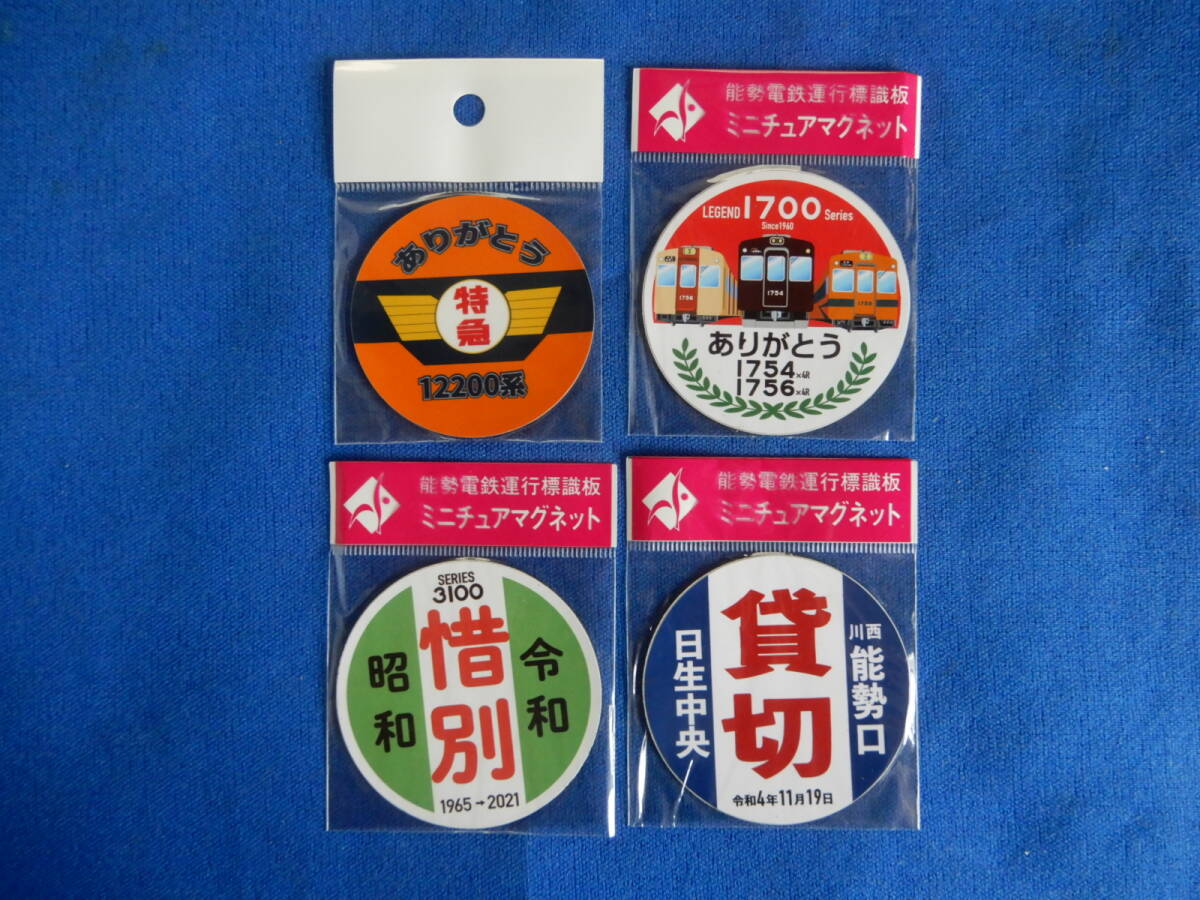 ありがとう
特急
12200系
能勢電鉄運行標識板
ミニチュアマグネット
LEGEND 1700 Series
Since1960
1756
1754
ありがとう
1754×4R
1756×4R
能勢電鉄運行標識板
ミニチュアマグネット
SERIES
3100
惜別
昭和
令和
1965→2021
能勢電鉄運行標識板
ミニチュアマグネット
貸切
川西
能勢口
日生中央
令和4年11月19日